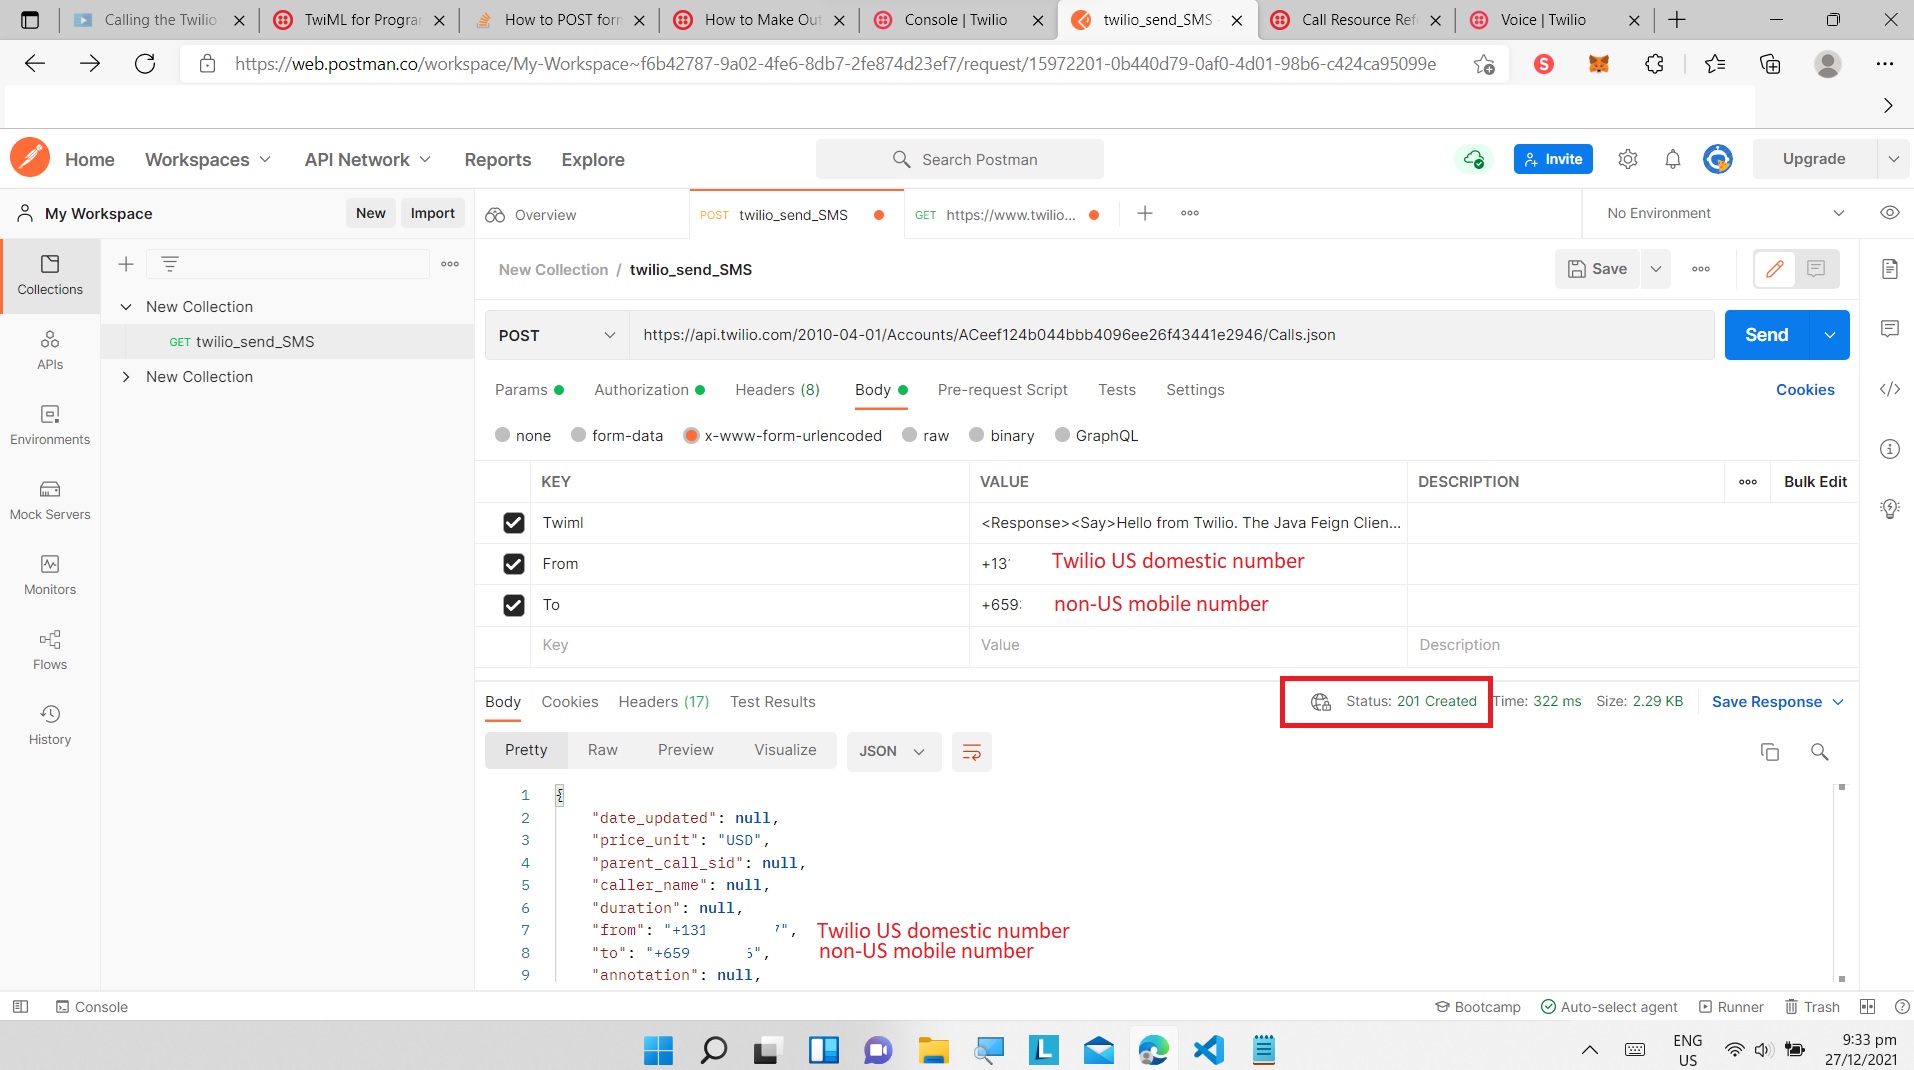 Calling the Twilio
TwiML for Program
How to POST form
How to Make Out
Console | Twilio
twilio_send_SMS -
Call Resource Refe
Voice | Twilio
https://web.postman.co/workspace/My-Workspace~f6b42787-9a02-4fe6-8db7-2fe874d23ef7/request/15972201-0b440d79-0af0-4d01-98b6-c424ca95099e
Home Workspaces API Network Reports Explore
Search Postman
Invite
Upgrade
My Workspace
New Import
Overview
POST twilio_send_SMS
GET https://www.twilio...
No Environment
Collections
APIs
Environments
Mock Servers
Monitors
Flows
History
New Collection
GET twilio_send_SMS
New Collection
New Collection / twilio_send_SMS
Save
POST
https://api.twilio.com/2010-04-01/Accounts/ACeef124b044bbb4096ee26f43441e2946/Calls.json
Send
Params Authorization Headers (8) Body Pre-request Script Tests Settings
Cookies
none form-data x-www-form-urlencoded raw binary GraphQL
KEY VALUE DESCRIPTION
Bulk Edit
Twiml <Response><Say>Hello from Twilio. The Java Feign Clien...
From +13 Twilio US domestic number
To +659 non-US mobile number
Key Value Description
Body Cookies Headers (17) Test Results
Status: 201 Created Time: 322 ms Size: 2.29 KB Save Response
Pretty Raw Preview Visualize JSON
1 {
2 "date_updated": null,
3 "price_unit": "USD",
4 "parent_call_sid": null,
5 "caller_name": null,
6 "duration": null,
7 "from": "+131 7", Twilio US domestic number
8 "to": "+659 ", non-US mobile number
9 "annotation": null,
Console
Bootcamp Auto-select agent Runner Trash
ENG
US
9:33 pm
27/12/2021